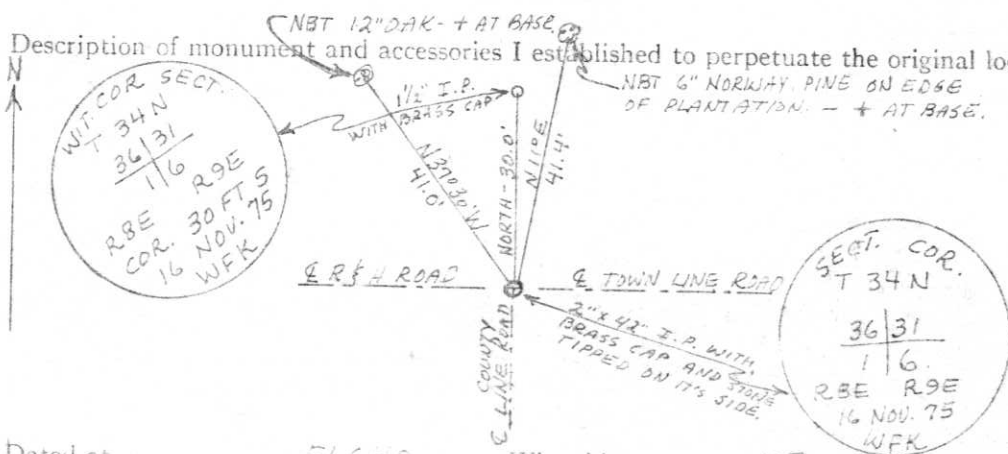 NBT 12" OAK - + AT BASE
Description of monument and accessories I established to perpetuate the original lo
N
NBT 6" NORWAY PINE ON EDGE
OF PLANTATION. - + AT BASE.
1½" I.P.
WITH BRASS CAP
WIT. COR SECT.
T 34 N
36 31
1 6
R8E R9E
COR. 30 FT. S
16 NOV. 75
WFK
N37°30'W
41.0'
NORTH - 30.0'
N11°E
41.4'
℄ R & H ROAD
℄ TOWN LINE ROAD
℄ COUNTY
LINE ROAD
2" x 42" I.P. WITH
BRASS CAP AND STONE
TIPPED ON IT'S SIDE.
SECT. COR.
T 34 N
36 31
1 6.
R8E R9E
16 NOV. 75
WFK
Dated at